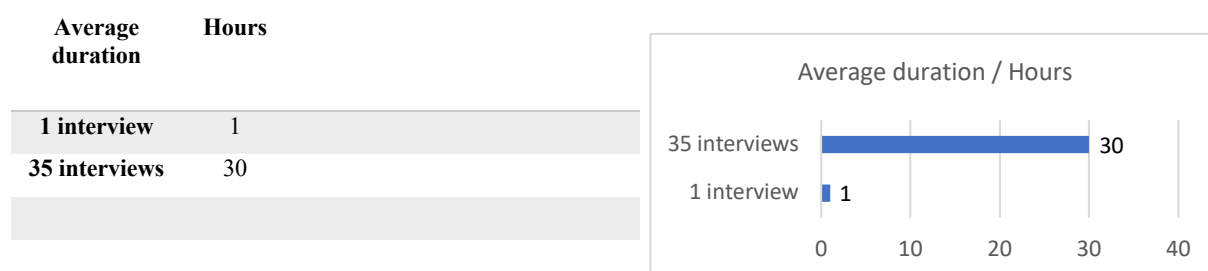 Average duration Hours
1 interview 1
35 interviews 30
Average duration / Hours
35 interviews 30
1 interview 1
0 10 20 30 40